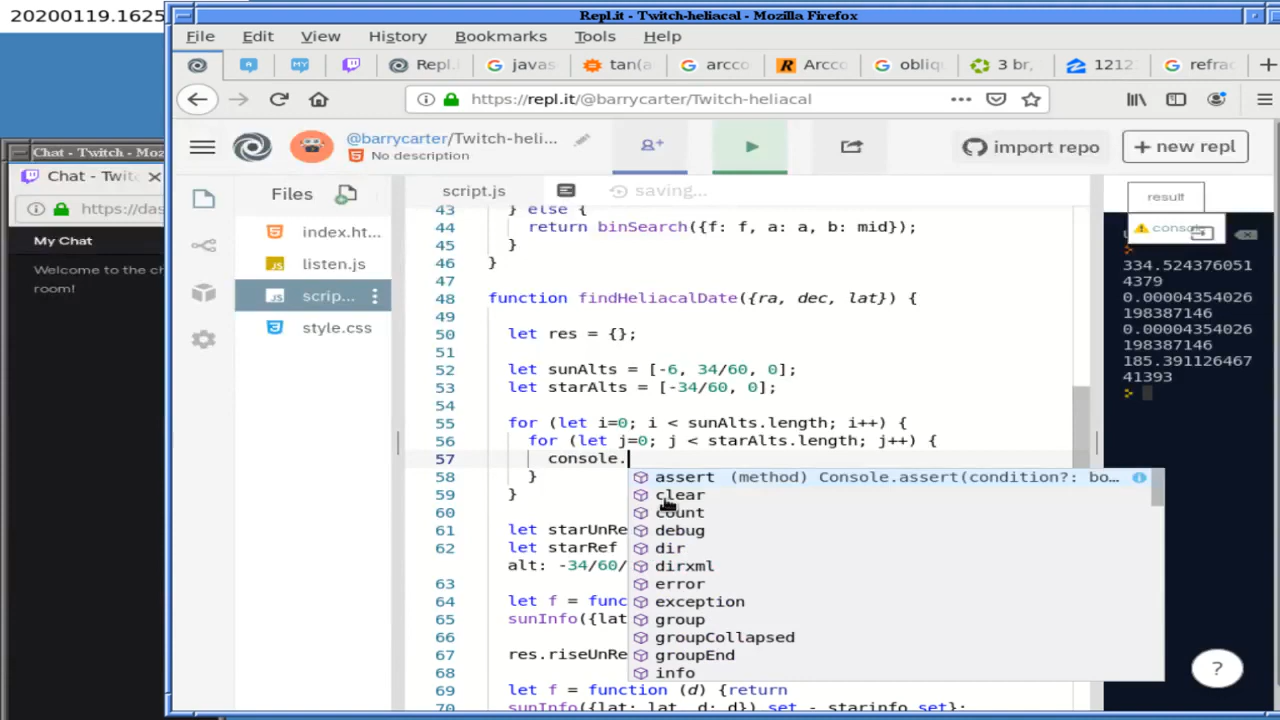 20200119.1625
Repl.it - Twitch-heliacal - Mozilla Firefox
File Edit View History Bookmarks Tools Help
Repl. javas tan(a arcco Arcco obliq 3 br, 1212 refrac
https://repl.it/@barrycarter/Twitch-heliacal
Chat - Twitch - Moz
Chat - Twit
https://das
My Chat
Welcome to the ch
room!
@barrycarter/Twitch-heli...
No description
import repo
+ new repl
Files
index.ht...
listen.js
scrip...
style.css
script.js
saving...
43 } else {
44 return binSearch({f: f, a: a, b: mid});
45 }
46 }
47
48 function findHeliacalDate({ra, dec, lat}) {
49
50 let res = {};
51
52 let sunAlts = [-6, 34/60, 0];
53 let starAlts = [-34/60, 0];
54
55 for (let i=0; i < sunAlts.length; i++) {
56 for (let j=0; j < starAlts.length; j++) {
57 console.
58 }
59 }
60
61 let starUnRe
62 let starRef
alt: -34/60/
63
64 let f = func
65 sunInfo({lat
66
67 res.riseUnRe
68
69 let f = function (d) {return
70 sunInfo({lat: lat, d: d}).set - starinfo.set};
assert (method) Console.assert(condition?: bo...
clear
count
debug
dir
dirxml
error
exception
group
groupCollapsed
groupEnd
info
result
console
334.524376051
4379
0.00004354026
198387146
0.00004354026
198387146
185.391126467
41393
?